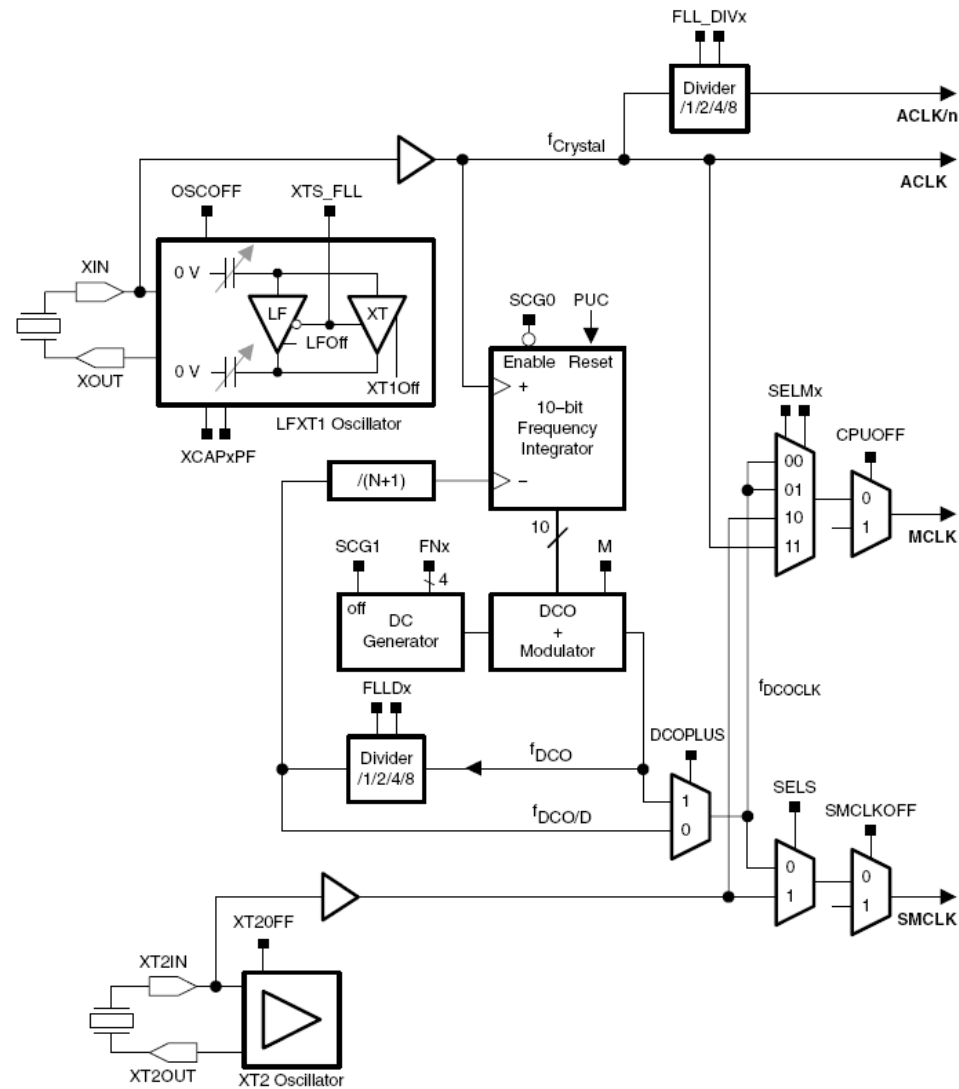 FLL_DIVx
Divider
/1/2/4/8
ACLK/n
fCrystal
ACLK
OSCOFF
XTS_FLL
XIN
0 V
LF
XT
LFOff
XOUT
0 V
XT1Off
LFXT1 Oscillator
XCAPxPF
SCG0
PUC
Enable
Reset
+
10–bit
Frequency
Integrator
–
/(N+1)
10
SELMx
00
01
10
11
CPUOFF
0
1
MCLK
SCG1
FNx
4
M
off
DC
Generator
DCO
+
Modulator
fDCOCLK
FLLDx
Divider
/1/2/4/8
fDCO
DCOPLUS
1
0
fDCO/D
SELS
0
1
SMCLKOFF
0
1
SMCLK
XT20FF
XT2IN
XT2OUT
XT2 Oscillator